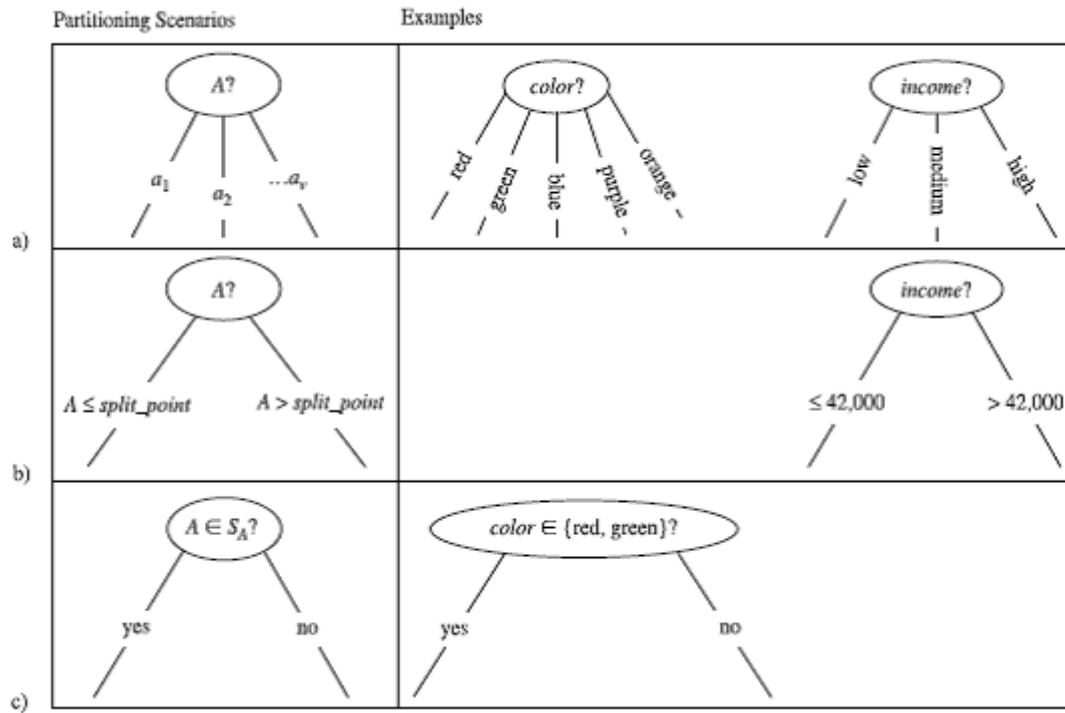 Partitioning Scenarios
Examples
A?
a1
a2
...av
color?
red
green
blue
purple
orange
income?
low
medium
high
a)
A?
A ≤ split_point
A > split_point
income?
≤ 42,000
> 42,000
b)
A ∈ SA?
yes
no
color ∈ {red, green}?
yes
no
c)